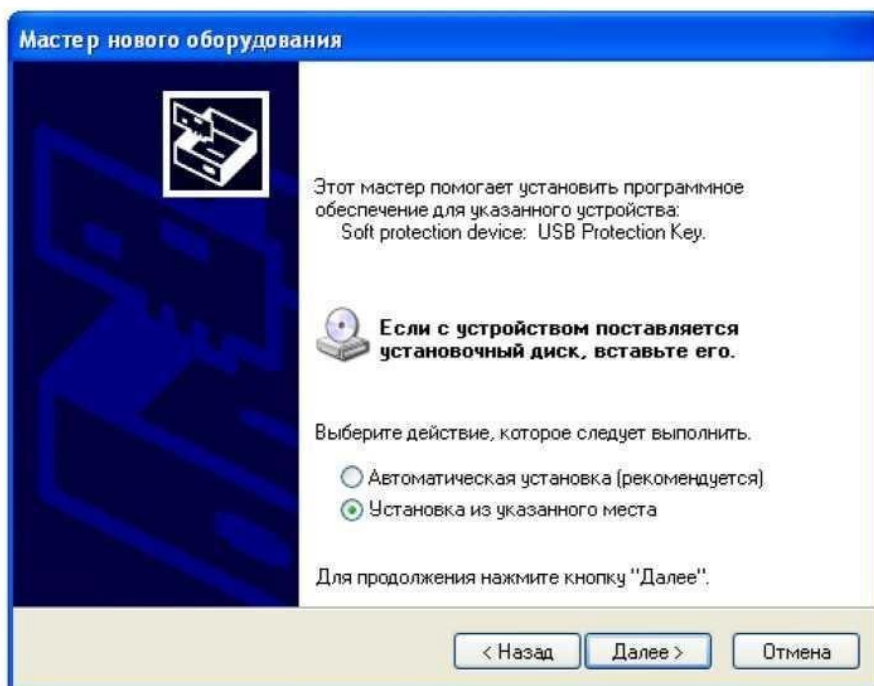 Мастер нового оборудования
Этот мастер помогает установить программное
обеспечение для указанного устройства:
Soft protection device: USB Protection Key.
Если с устройством поставляется
установочный диск, вставьте его.
Выберите действие, которое следует выполнить.
Автоматическая установка (рекомендуется)
Установка из указанного места
Для продолжения нажмите кнопку "Далее".
< Назад
Далее >
Отмена